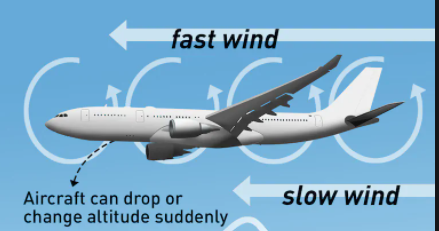 fast wind
slow wind
Aircraft can drop or
change altitude suddenly